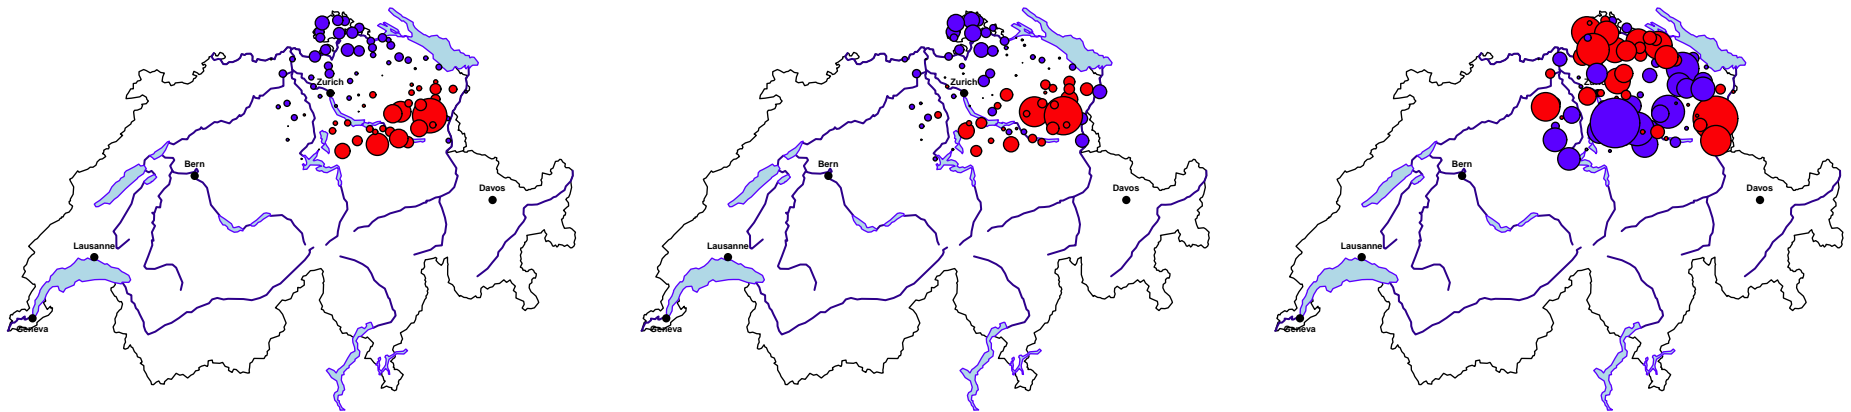 Zurich
Bern
Davos
Lausanne
Geneva
Zurich
Bern
Davos
Lausanne
Geneva
Bern
Davos
Lausanne
Geneva